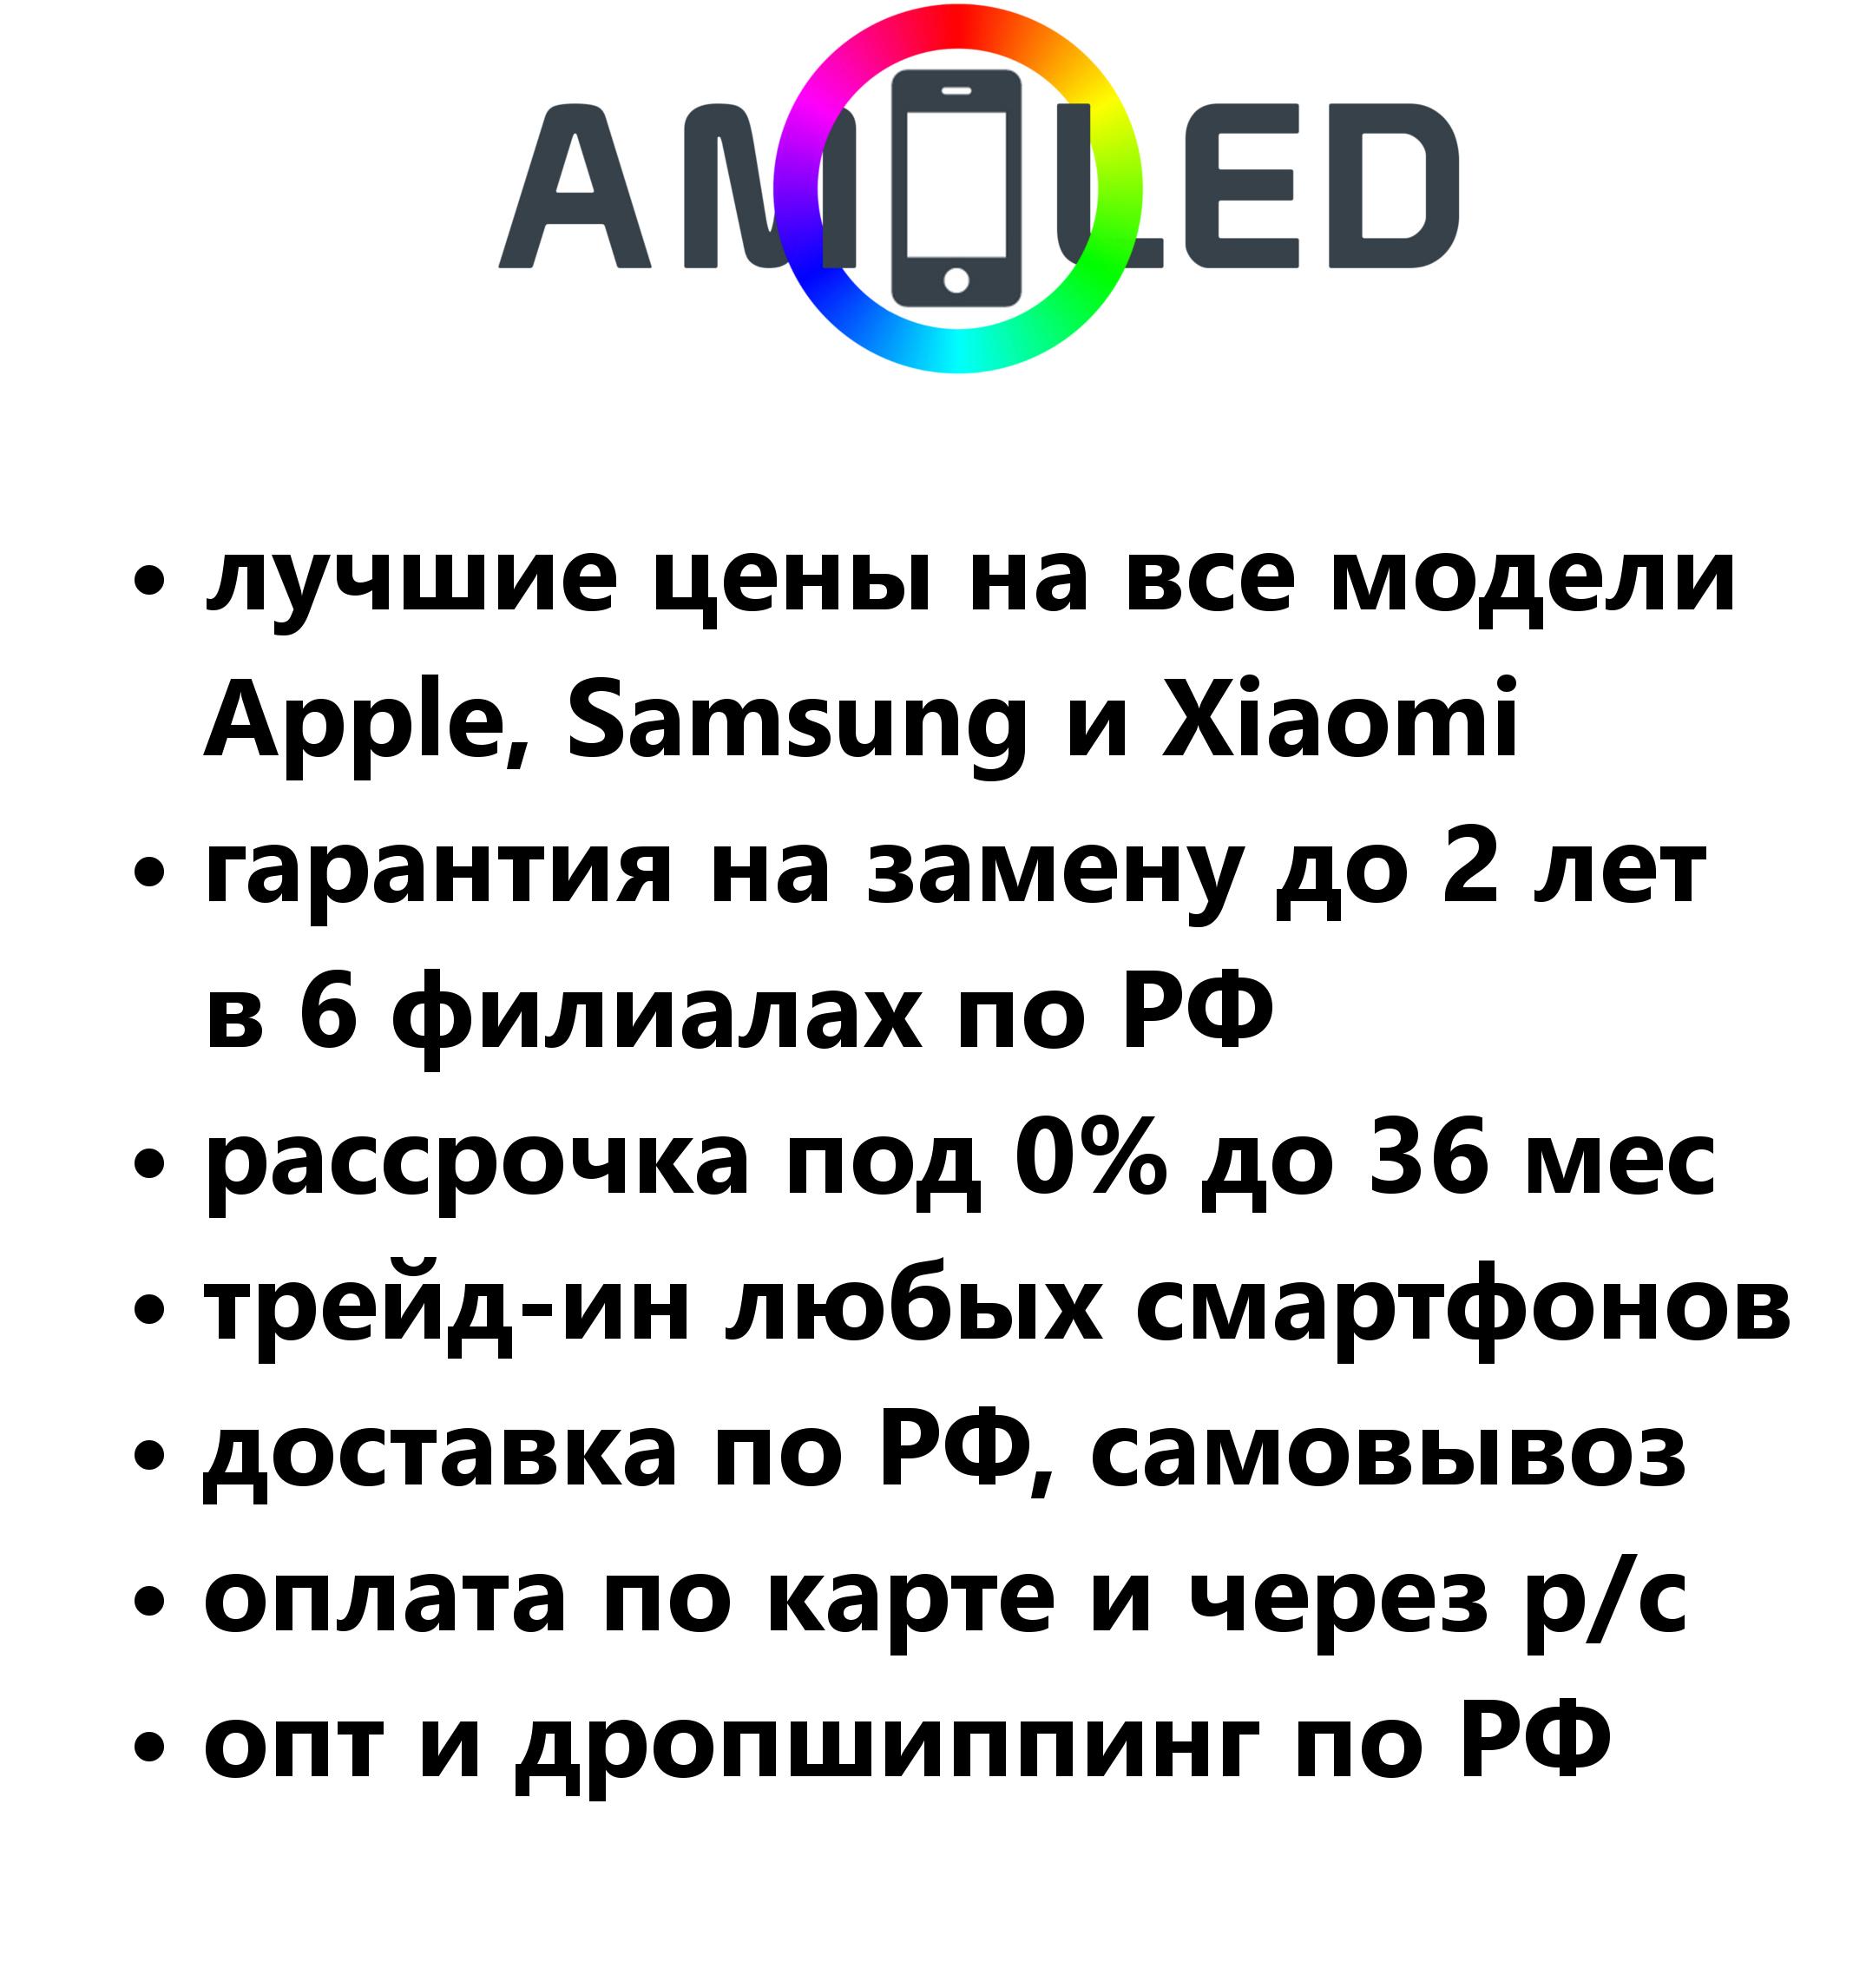 AMOLED
• лучшие цены на все модели
Apple, Samsung и Xiaomi
• гарантия на замену до 2 лет
в 6 филиалах по РФ
• рассрочка под 0% до 36 мес
• трейд-ин любых смартфонов
• доставка по РФ, самовывоз
• оплата по карте и через р/с
• опт и дропшиппинг по РФ